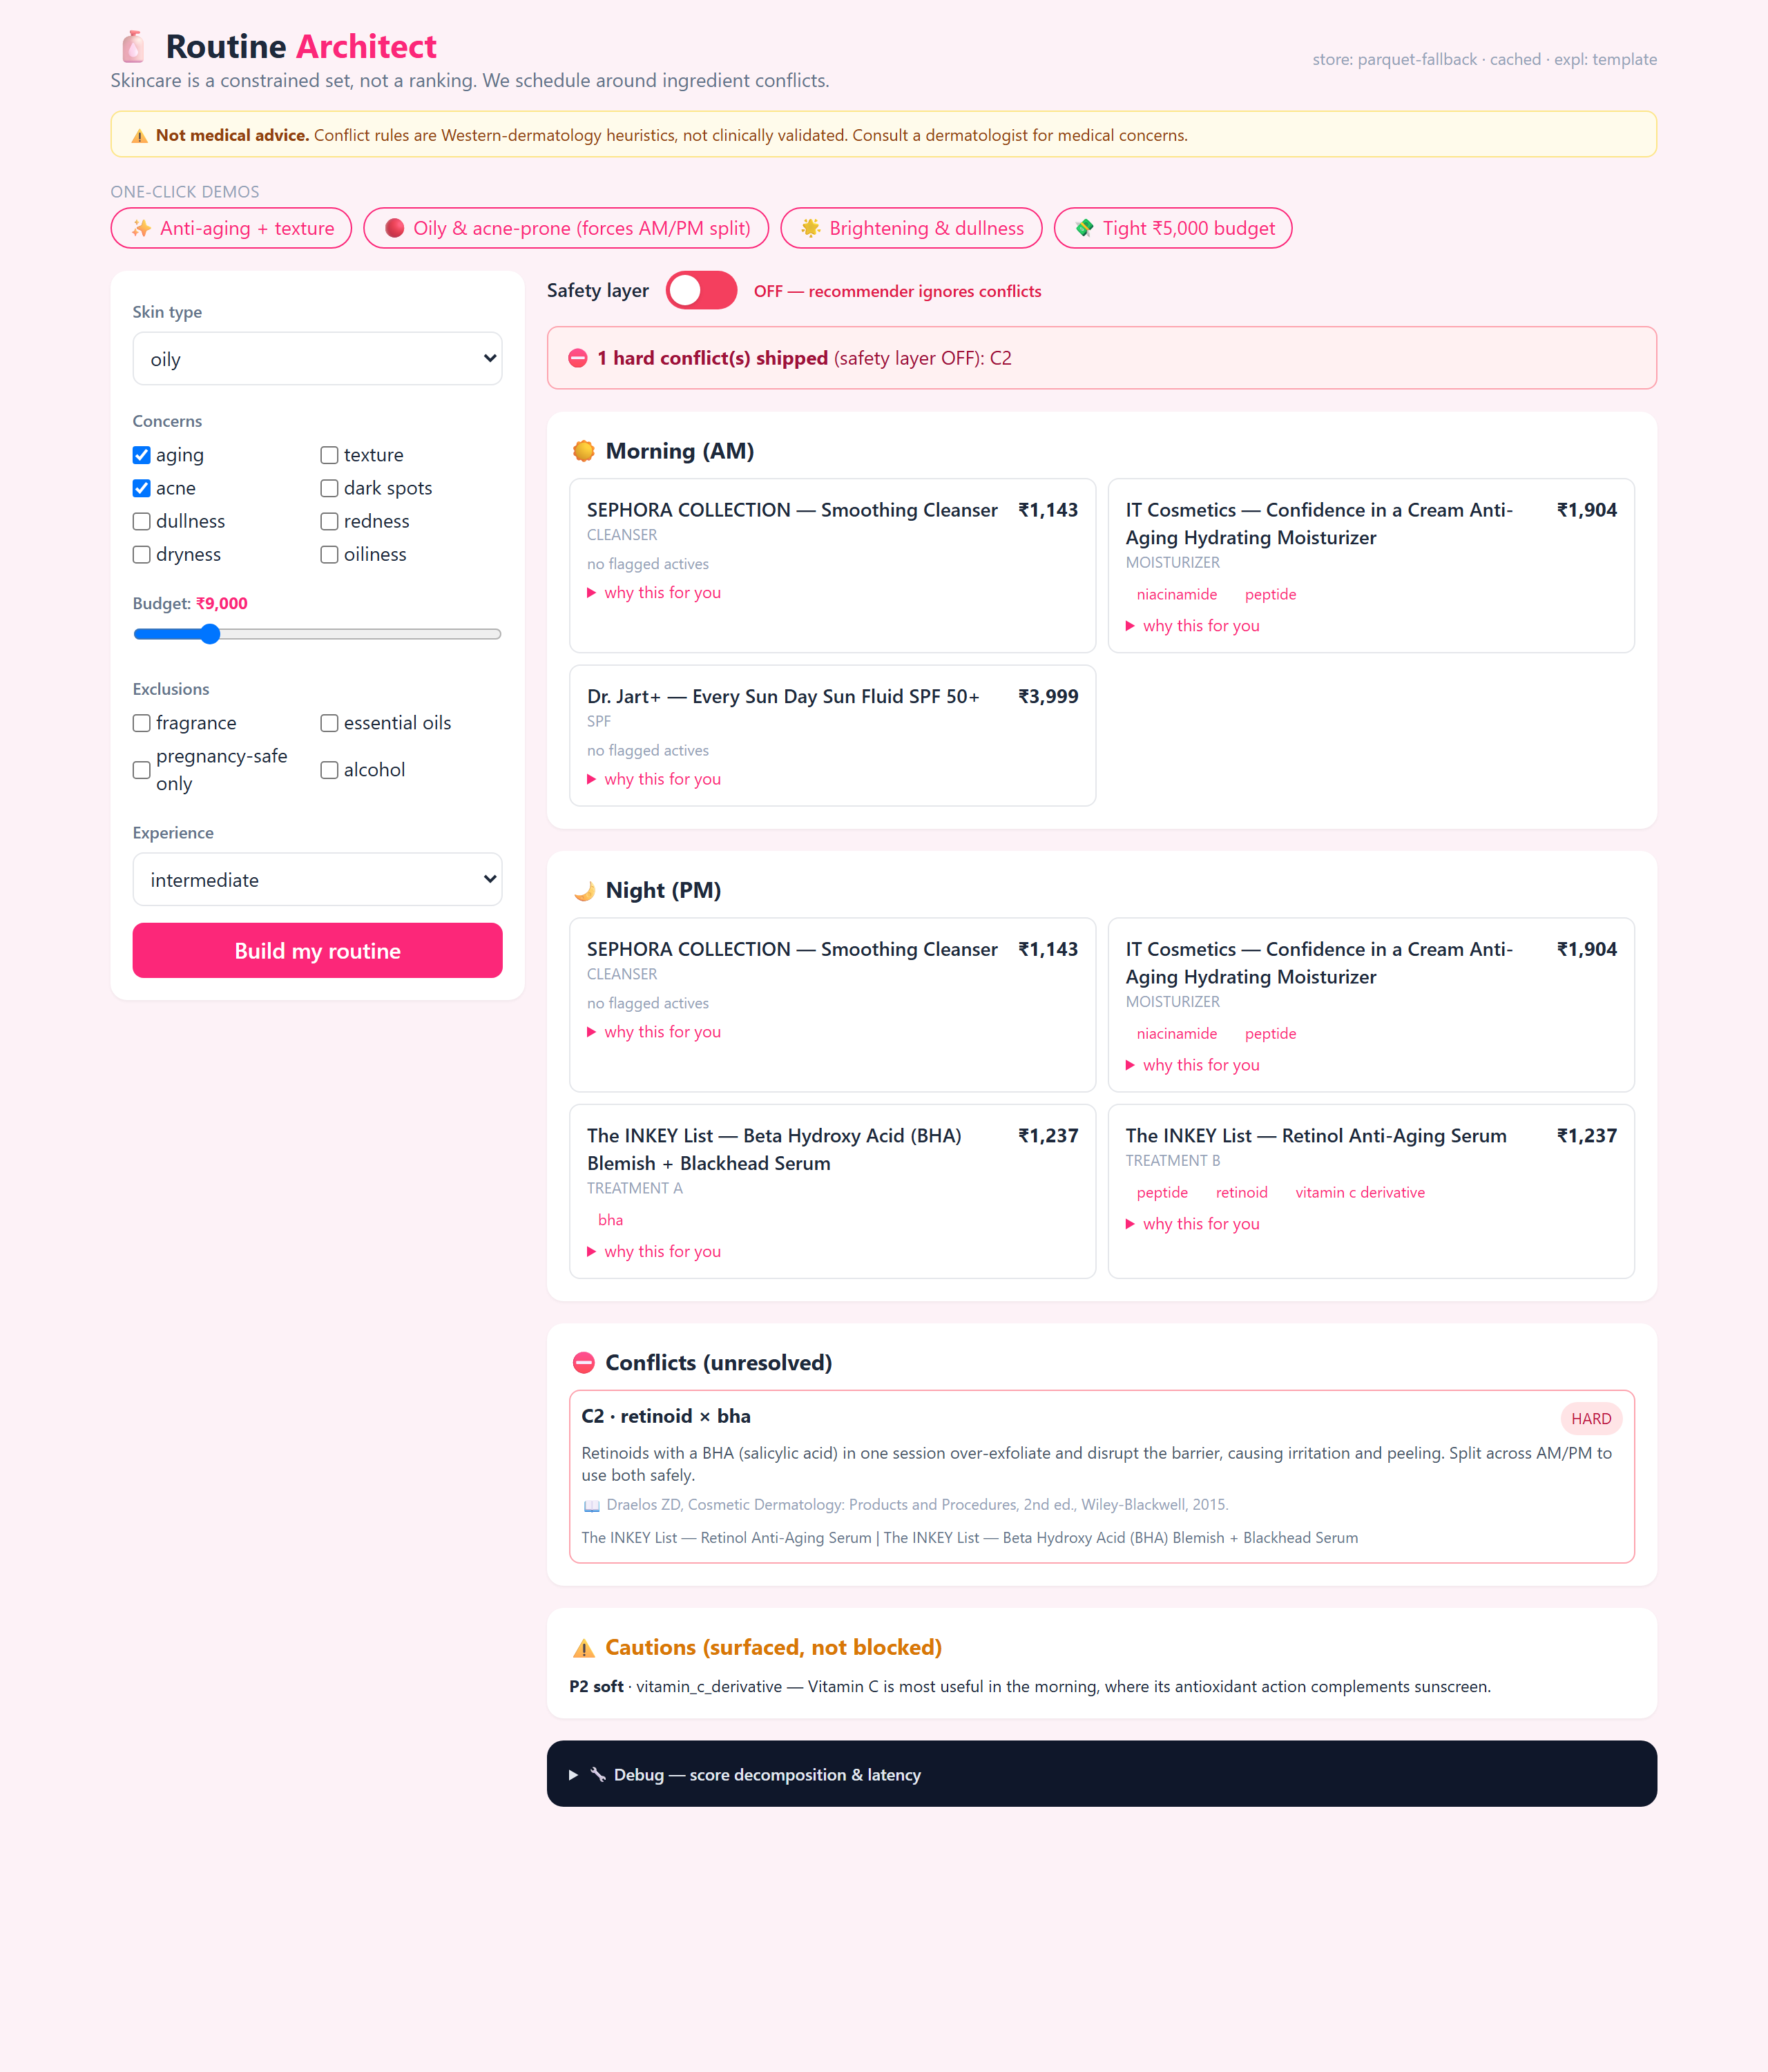 Routine Architect
Skincare is a constrained set, not a ranking. We schedule around ingredient conflicts.
store: parquet-fallback · cached · expl: template
Not medical advice. Conflict rules are Western-dermatology heuristics, not clinically validated. Consult a dermatologist for medical concerns.
ONE-CLICK DEMOS
Anti-aging + texture
Oily & acne-prone (forces AM/PM split)
Brightening & dullness
Tight ₹5,000 budget
Skin type
oily
Concerns
aging
texture
acne
dark spots
dullness
redness
dryness
oiliness
Budget: ₹9,000
Exclusions
fragrance
essential oils
pregnancy-safe
only
alcohol
Experience
intermediate
Build my routine
Safety layer
OFF — recommender ignores conflicts
1 hard conflict(s) shipped (safety layer OFF): C2
Morning (AM)
SEPHORA COLLECTION — Smoothing Cleanser ₹1,143
CLEANSER
no flagged actives
why this for you
IT Cosmetics — Confidence in a Cream Anti- ₹1,904
Aging Hydrating Moisturizer
MOISTURIZER
niacinamide peptide
why this for you
Dr. Jart+ — Every Sun Day Sun Fluid SPF 50+ ₹3,999
SPF
no flagged actives
why this for you
Night (PM)
SEPHORA COLLECTION — Smoothing Cleanser ₹1,143
CLEANSER
no flagged actives
why this for you
IT Cosmetics — Confidence in a Cream Anti- ₹1,904
Aging Hydrating Moisturizer
MOISTURIZER
niacinamide peptide
why this for you
The INKEY List — Beta Hydroxy Acid (BHA) ₹1,237
Blemish + Blackhead Serum
TREATMENT A
bha
why this for you
The INKEY List — Retinol Anti-Aging Serum ₹1,237
TREATMENT B
peptide retinoid vitamin c derivative
why this for you
Conflicts (unresolved)
C2 · retinoid × bha
HARD
Retinoids with a BHA (salicylic acid) in one session over-exfoliate and disrupt the barrier, causing irritation and peeling. Split across AM/PM to
use both safely.
Draelos ZD, Cosmetic Dermatology: Products and Procedures, 2nd ed., Wiley-Blackwell, 2015.
The INKEY List — Retinol Anti-Aging Serum | The INKEY List — Beta Hydroxy Acid (BHA) Blemish + Blackhead Serum
Cautions (surfaced, not blocked)
P2 soft · vitamin_c_derivative — Vitamin C is most useful in the morning, where its antioxidant action complements sunscreen.
Debug — score decomposition & latency